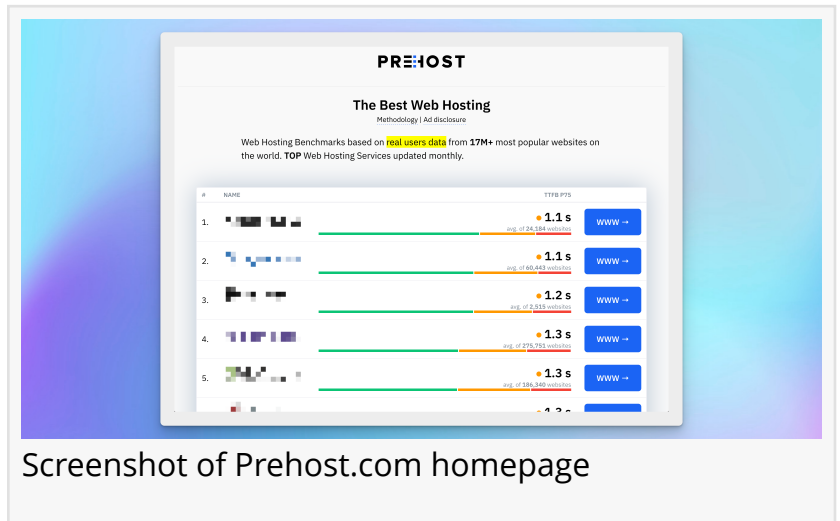 PREHOST
The Best Web Hosting
Methodology | Ad disclosure
Web Hosting Benchmarks based on real users data from 17M+ most popular websites on
the world. TOP Web Hosting Services updated monthly.
# NAME TTFB P75
1. 1.1 s WWW →
avg. of 24,184 websites
2. 1.1 s WWW →
avg. of 60,443 websites
3. 1.2 s WWW →
avg. of 2,515 websites
4. 1.3 s WWW →
avg. of 275,751 websites
5. 1.3 s WWW →
avg. of 186,340 websites
Screenshot of Prehost.com homepage